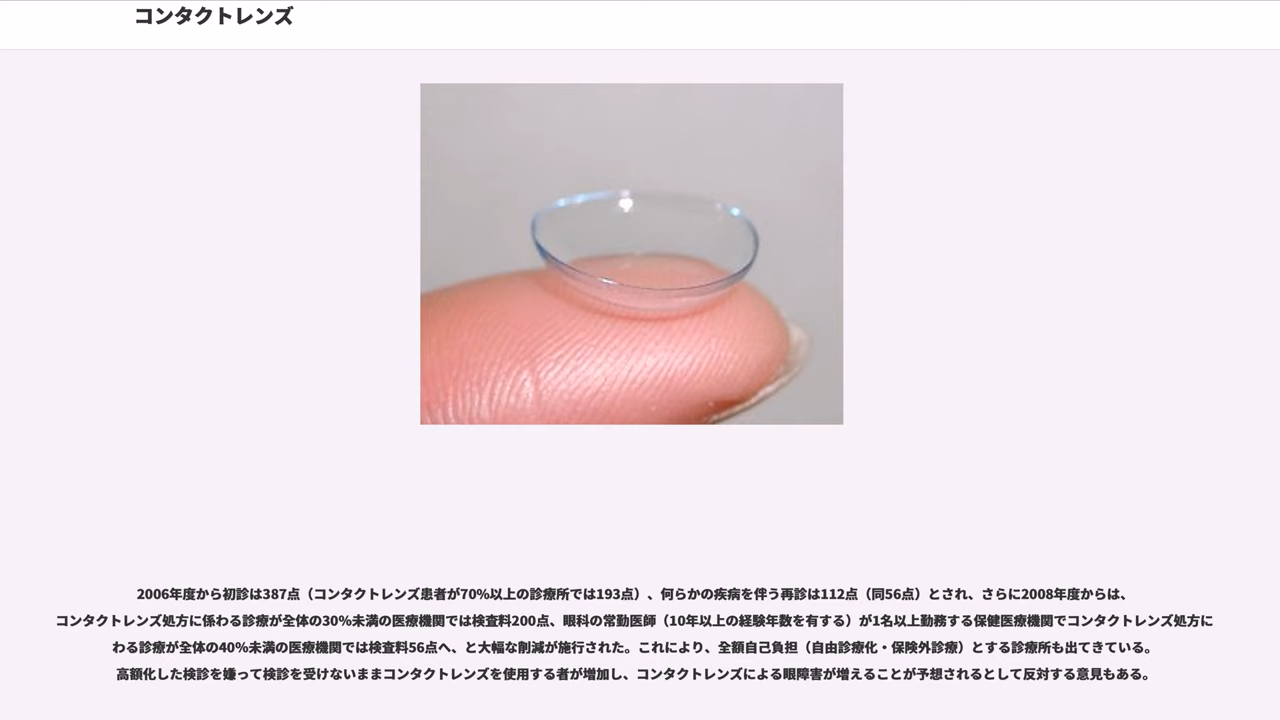 コンタクトレンズ
2006年度から初診は387点（コンタクトレンズ患者が70%以上の診療所では193点）、何らかの疾病を伴う再診は112点（同56点）とされ、さらに2008年度からは、
コンタクトレンズ処方に係わる診療が全体の30%未満の医療機関では検査料200点、眼科の常勤医師（10年以上の経験年数を有する）が1名以上勤務する保健医療機関でコンタクトレンズ処方に
わる診療が全体の40%未満の医療機関では検査料56点へ、と大幅な削減が施行された。これにより、全額自己負担（自由診療化・保険外診療）とする診療所も出てきている。
高額化した検診を嫌って検診を受けないままコンタクトレンズを使用する者が増加し、コンタクトレンズによる眼障害が増えることが予想されるとして反対する意見もある。